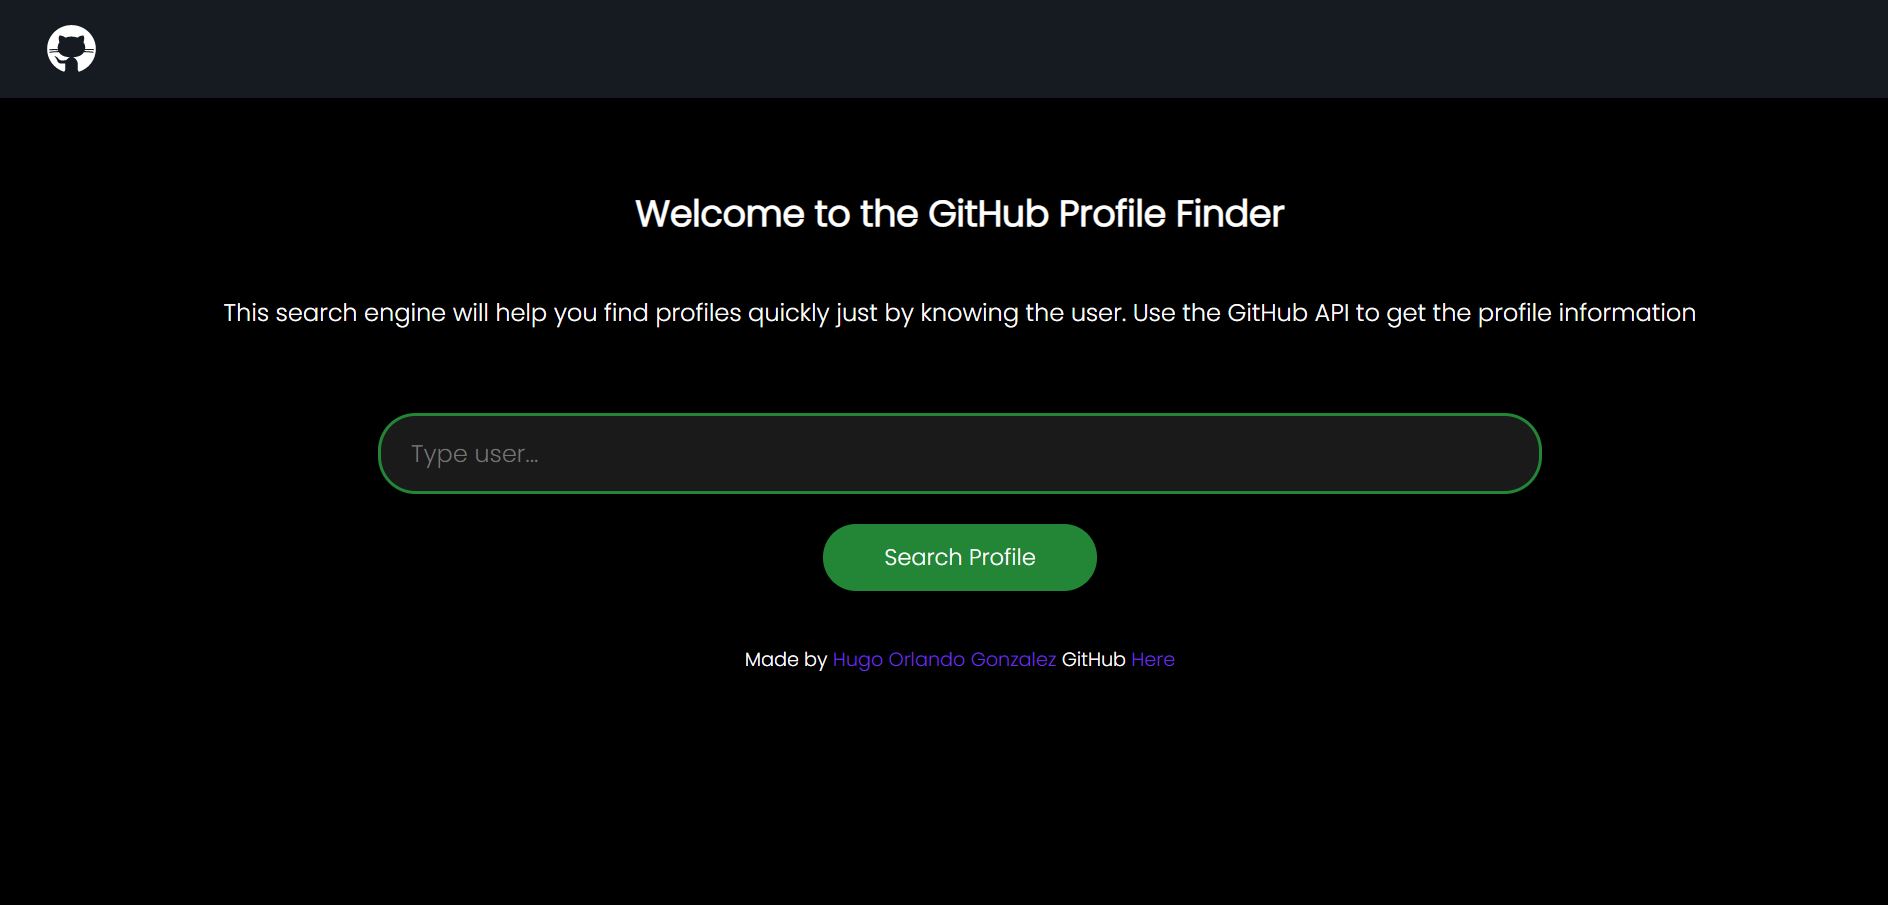 Welcome to the GitHub Profile Finder
This search engine will help you find profiles quickly just by knowing the user. Use the GitHub API to get the profile information
Type user...
Search Profile
Made by Hugo Orlando Gonzalez GitHub Here